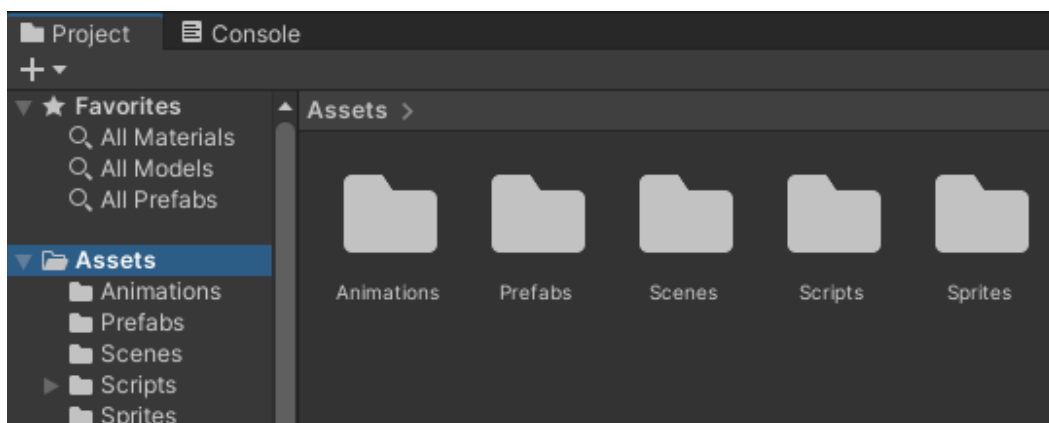 Project Console
Favorites
All Materials
All Models
All Prefabs
Assets
Animations
Prefabs
Scenes
Scripts
Sprites
Assets >
Animations Prefabs Scenes Scripts Sprites